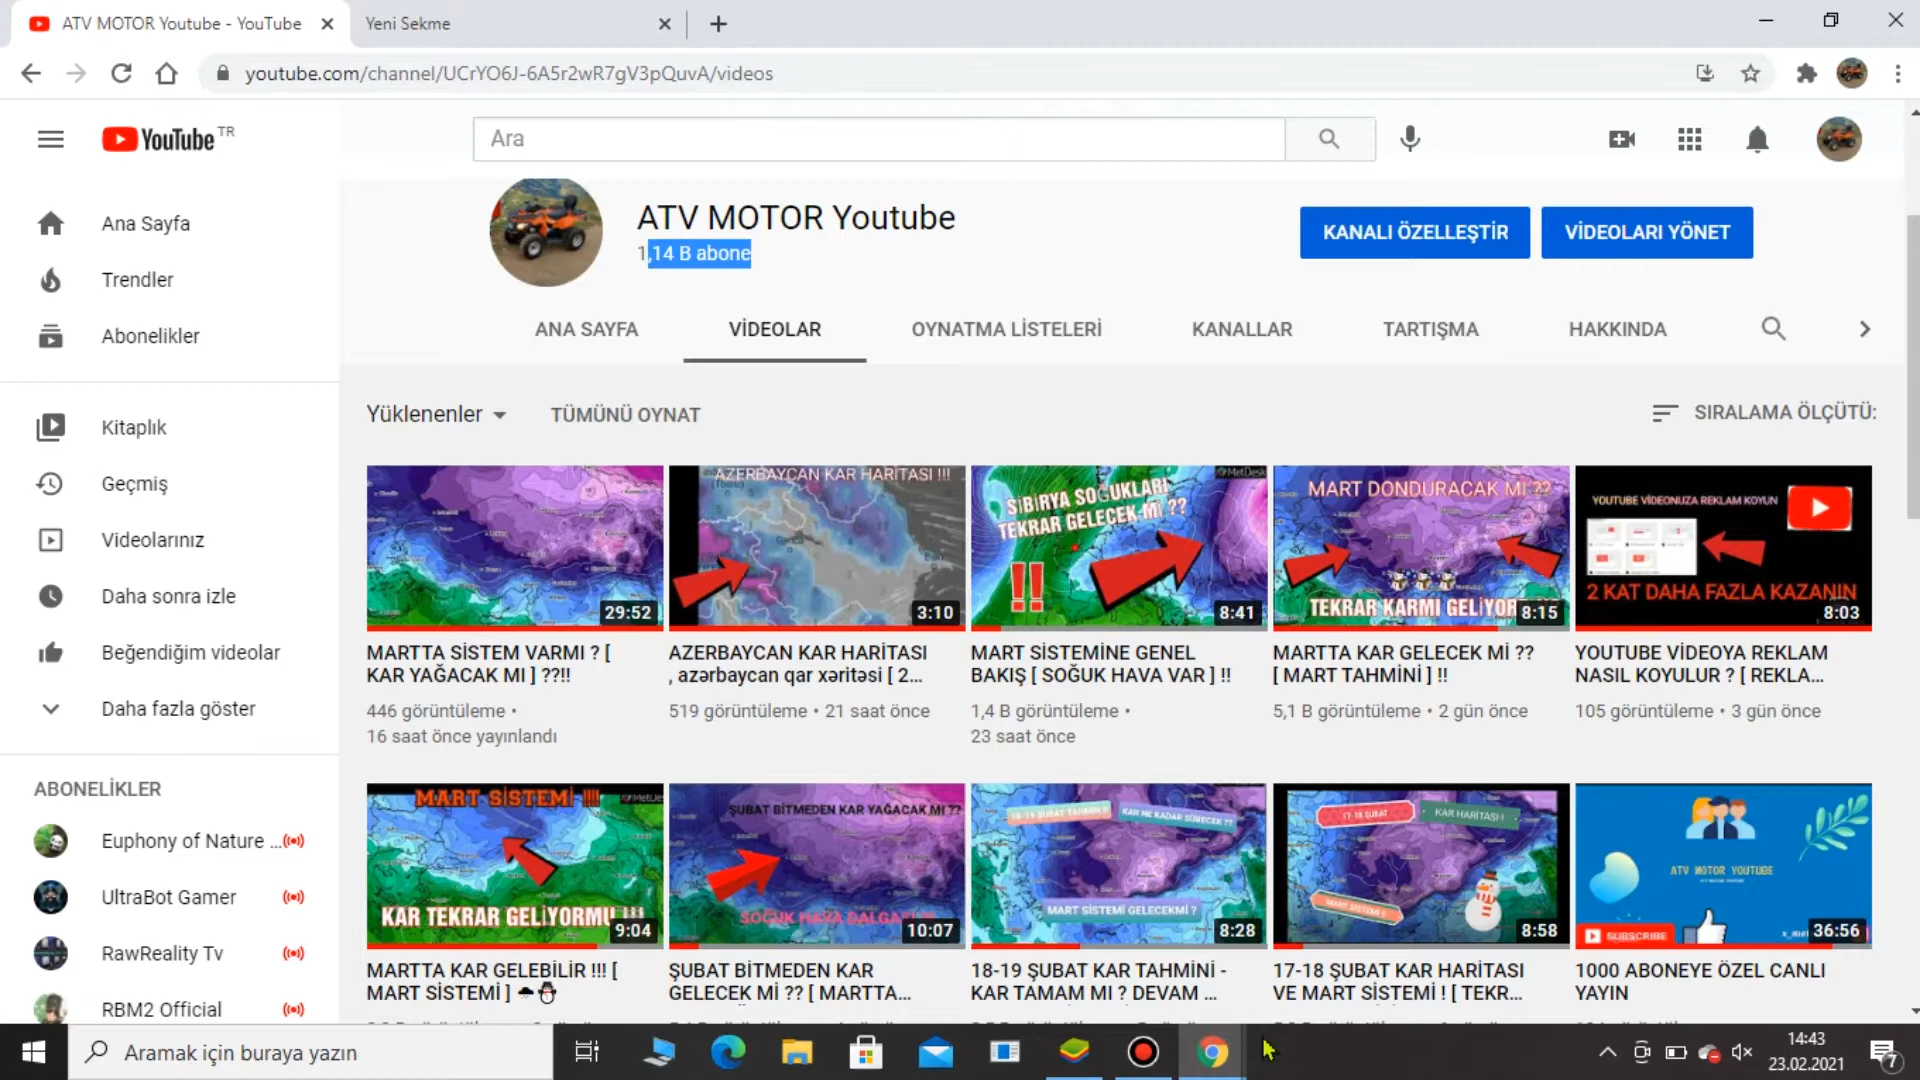 ATV MOTOR Youtube - YouTube
Yeni Sekme
youtube.com/channel/UCrYO6J-6A5r2wR7gV3pQuvA/videos
YouTube TR
Ara
Ana Sayfa
Trendler
Abonelikler
Kitaplık
Geçmiş
Videolarınız
Daha sonra izle
Beğendiğim videolar
Daha fazla göster
ABONELİKLER
Euphony of Nature ...
UltraBot Gamer
RawReality Tv
RBM2 Official
ATV MOTOR Youtube
1,14 B abone
KANALI ÖZELLEŞTİR
VİDEOLARI YÖNET
ANA SAYFA
VİDEOLAR
OYNATMA LİSTELERİ
KANALLAR
TARTIŞMA
HAKKINDA
Yüklenenler
TÜMÜNÜ OYNAT
SIRALAMA ÖLÇÜTÜ:
29:52
MARTTA SİSTEM VARMI ? [
KAR YAĞACAK MI ] ??!!
446 görüntüleme •
16 saat önce yayınlandı
AZERBAYCAN KAR HARİTASI !!!
3:10
AZERBAYCAN KAR HARİTASI
, azərbaycan qar xəritəsi [ 2...
519 görüntüleme • 21 saat önce
MetDesk
SİBİRYA SOĞUKLARI
TEKRAR GELECEK Mİ ??
!!
8:41
MART SİSTEMİNE GENEL
BAKIŞ [ SOĞUK HAVA VAR ] !!
1,4 B görüntüleme •
23 saat önce
MART DONDURACAK MI ??
TEKRAR KARMI GELİYOR
8:15
MARTTA KAR GELECEK Mİ ??
[ MART TAHMİNİ ] !!
5,1 B görüntüleme • 2 gün önce
YOUTUBE VİDEONUZA REKLAM KOYUN
2 KAT DAHA FAZLA KAZANIN
8:03
YOUTUBE VİDEOYA REKLAM
NASIL KOYULUR ? [ REKLA...
105 görüntüleme • 3 gün önce
MART SİSTEMİ !!!!
MetDes
KAR TEKRAR GELİYORMU !!!
9:04
MARTTA KAR GELEBİLİR !!! [
MART SİSTEMİ ] 🌧⛄
ŞUBAT BİTMEDEN KAR YAĞACAK MI ??
SOĞUK HAVA DALGASI
10:07
ŞUBAT BİTMEDEN KAR
GELECEK Mİ ?? [ MARTTA...
18-19 ŞUBAT TAHMİN
KAR NE KADAR SÜRECEK ??
MART SİSTEMİ GELECEKMİ ?
8:28
18-19 ŞUBAT KAR TAHMİNİ -
KAR TAMAM MI ? DEVAM ...
17-18 ŞUBAT
KAR HARİTASI !
MART SİSTEMİ
8:58
17-18 ŞUBAT KAR HARİTASI
VE MART SİSTEMİ ! [ TEKR...
ATV MOTOR YOUTUBE
SUBSCRIBE
36:56
1000 ABONEYE ÖZEL CANLI
YAYIN
Aramak için buraya yazın
14:43
23.02.2021
7